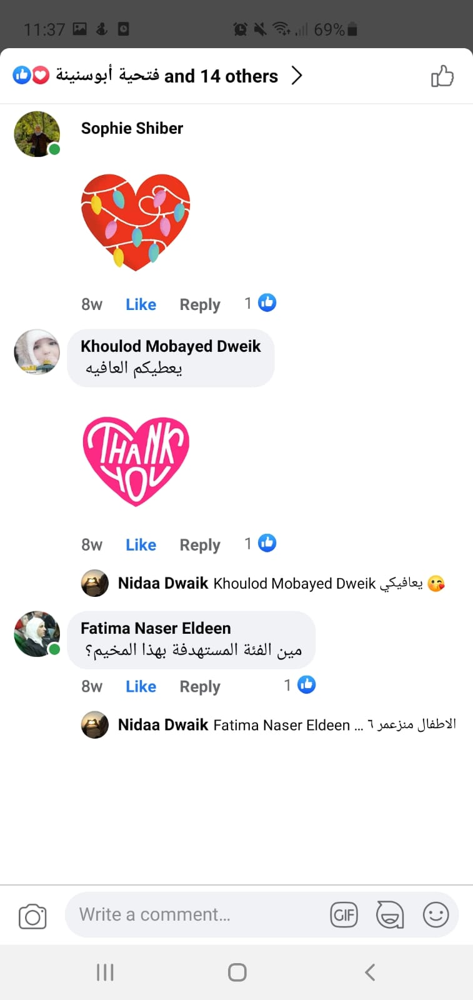 11:37 69%
فتحية أبوسنينة and 14 others
Sophie Shiber
8w Like Reply 1
Khoulod Mobayed Dweik
يعطيكم العافيه
THANK
YOU
8w Like Reply 1
Nidaa Dwaik Khoulod Mobayed Dweik يعافيكي
Fatima Naser Eldeen
مين الفئة المستهدفة بهذا المخيم؟
8w Like Reply 1
Nidaa Dwaik Fatima Naser Eldeen الاطفال منزعمر ٦ ...
Write a comment...
GIF